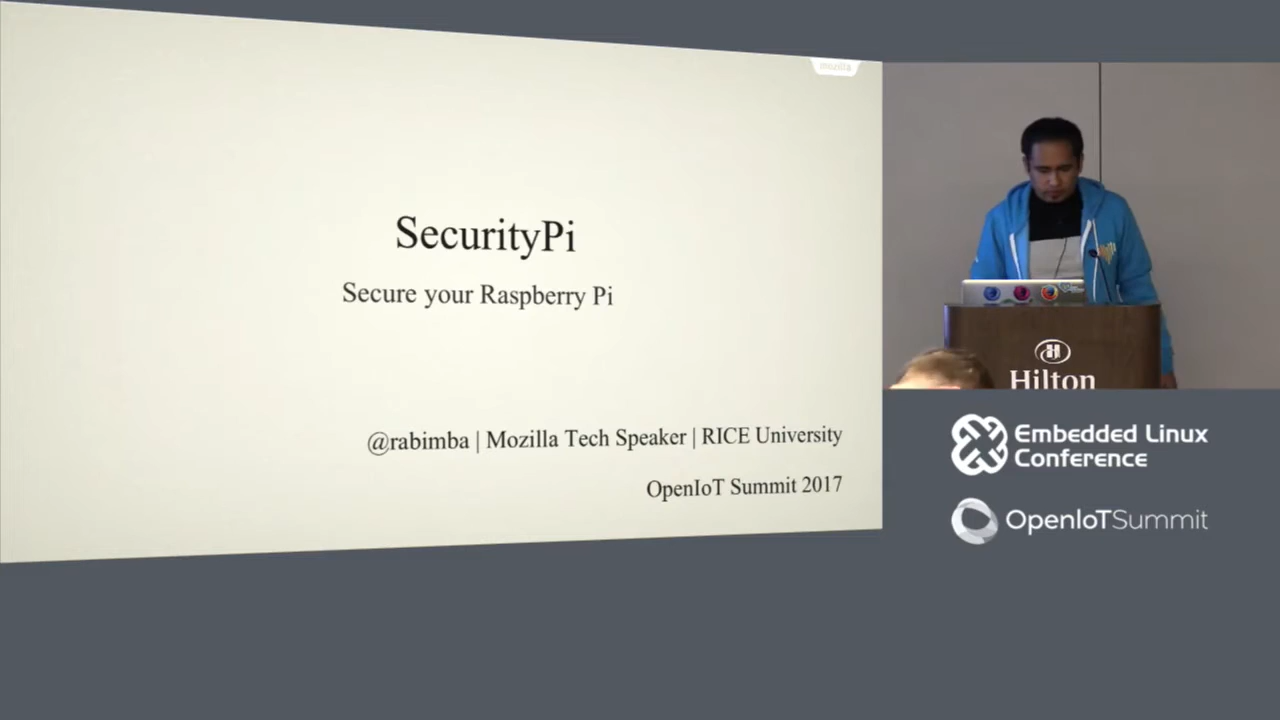 mozilla
SecurityPi
Secure your Raspberry Pi
@rabimba | Mozilla Tech Speaker | RICE University
OpenIoT Summit 2017
Hilton
Embedded Linux
Conference
OpenIoTSummit